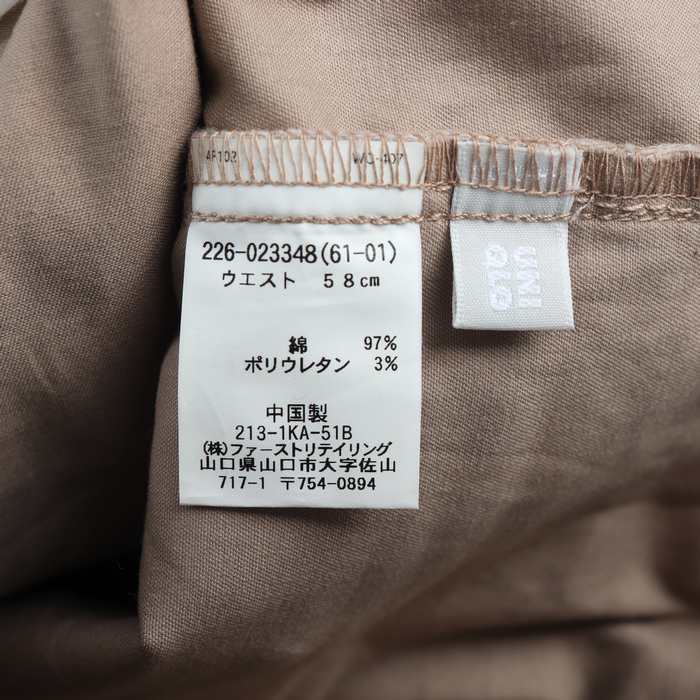 226-023348(61-01)
ウエスト 58cm
綿 97%
ポリウレタン 3%
中国製
213-1KA-51B
(株)ファーストリテイリング
山口県山口市大字佐山
717-1 〒754-0894
UNI
QLO